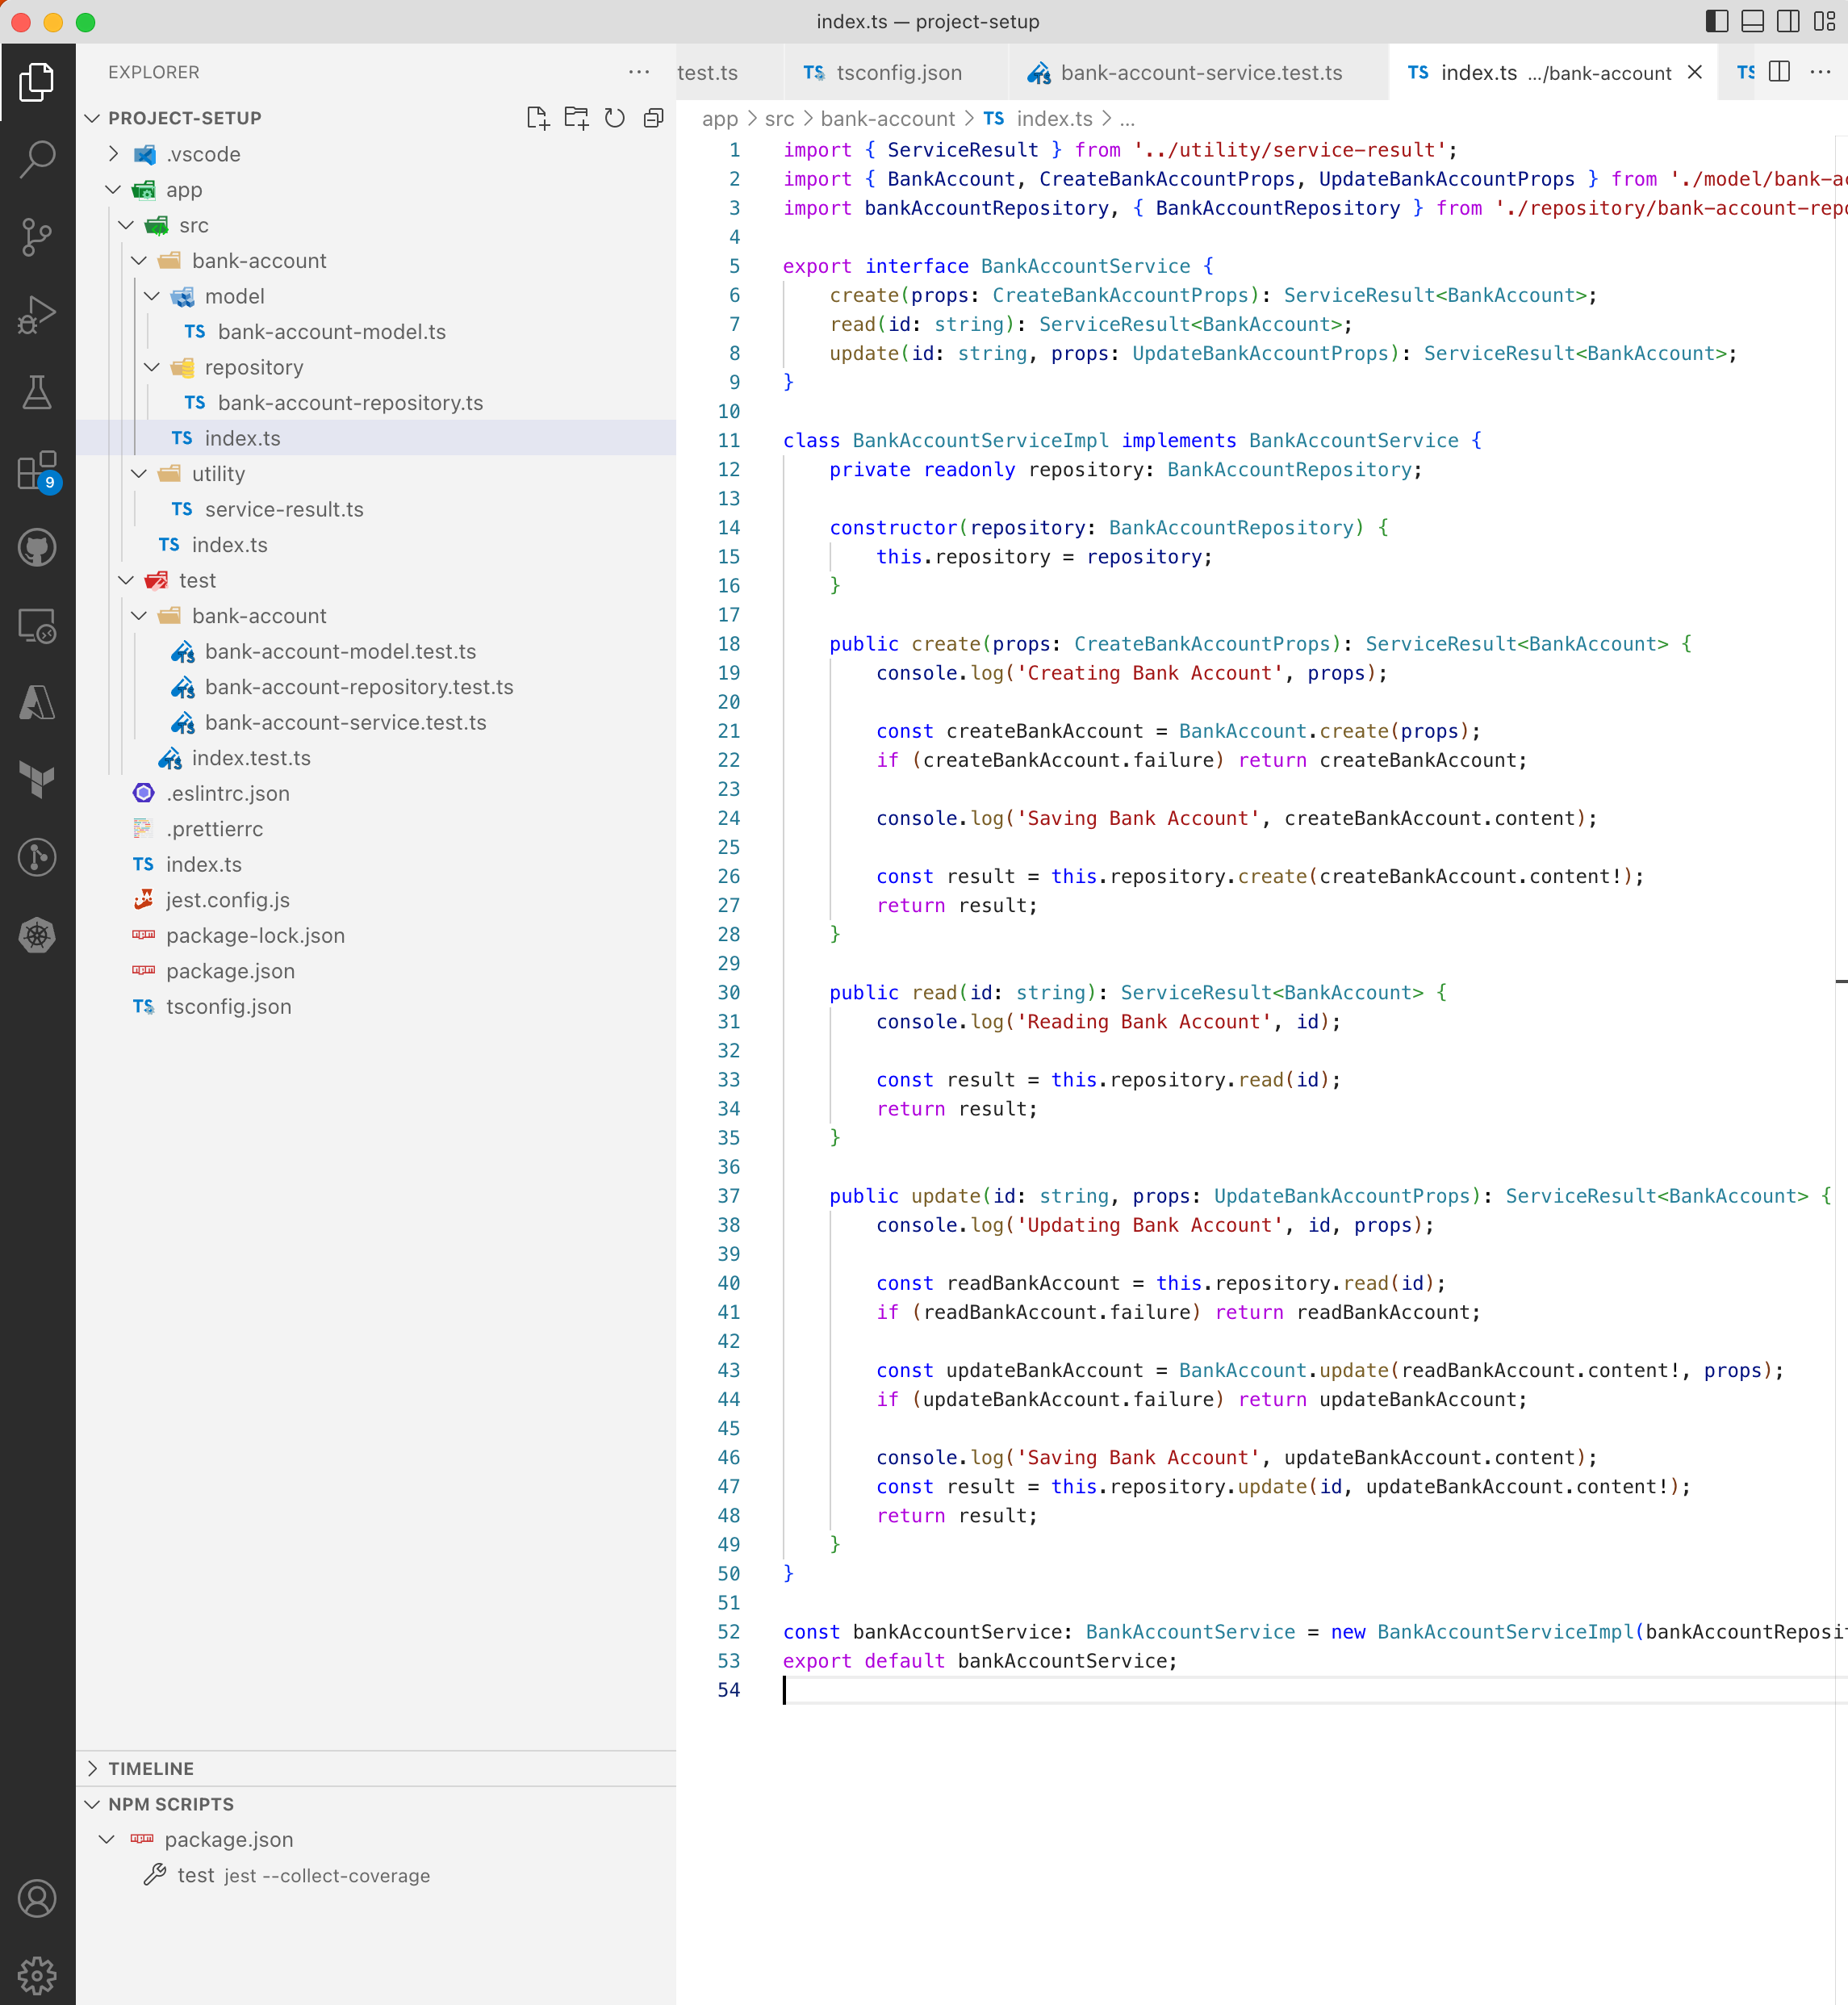 index.ts — project-setup
EXPLORER
PROJECT-SETUP
.vscode
app
src
bank-account
model
TS bank-account-model.ts
repository
TS bank-account-repository.ts
TS index.ts
utility
TS service-result.ts
TS index.ts
test
bank-account
bank-account-model.test.ts
bank-account-repository.test.ts
bank-account-service.test.ts
index.test.ts
.eslintrc.json
.prettierrc
TS index.ts
jest.config.js
package-lock.json
package.json
TS tsconfig.json
9
TIMELINE
NPM SCRIPTS
package.json
test jest --collect-coverage
test.ts
TS tsconfig.json
bank-account-service.test.ts
TS index.ts .../bank-account
TS
app > src > bank-account > TS index.ts > ...
1 import { ServiceResult } from '../utility/service-result';
2 import { BankAccount, CreateBankAccountProps, UpdateBankAccountProps } from './model/bank-a
3 import bankAccountRepository, { BankAccountRepository } from './repository/bank-account-rep
4
5 export interface BankAccountService {
6 create(props: CreateBankAccountProps): ServiceResult<BankAccount>;
7 read(id: string): ServiceResult<BankAccount>;
8 update(id: string, props: UpdateBankAccountProps): ServiceResult<BankAccount>;
9 }
10
11 class BankAccountServiceImpl implements BankAccountService {
12 private readonly repository: BankAccountRepository;
13
14 constructor(repository: BankAccountRepository) {
15 this.repository = repository;
16 }
17
18 public create(props: CreateBankAccountProps): ServiceResult<BankAccount> {
19 console.log('Creating Bank Account', props);
20
21 const createBankAccount = BankAccount.create(props);
22 if (createBankAccount.failure) return createBankAccount;
23
24 console.log('Saving Bank Account', createBankAccount.content);
25
26 const result = this.repository.create(createBankAccount.content!);
27 return result;
28 }
29
30 public read(id: string): ServiceResult<BankAccount> {
31 console.log('Reading Bank Account', id);
32
33 const result = this.repository.read(id);
34 return result;
35 }
36
37 public update(id: string, props: UpdateBankAccountProps): ServiceResult<BankAccount> {
38 console.log('Updating Bank Account', id, props);
39
40 const readBankAccount = this.repository.read(id);
41 if (readBankAccount.failure) return readBankAccount;
42
43 const updateBankAccount = BankAccount.update(readBankAccount.content!, props);
44 if (updateBankAccount.failure) return updateBankAccount;
45
46 console.log('Saving Bank Account', updateBankAccount.content);
47 const result = this.repository.update(id, updateBankAccount.content!);
48 return result;
49 }
50 }
51
52 const bankAccountService: BankAccountService = new BankAccountServiceImpl(bankAccountReposi
53 export default bankAccountService;
54